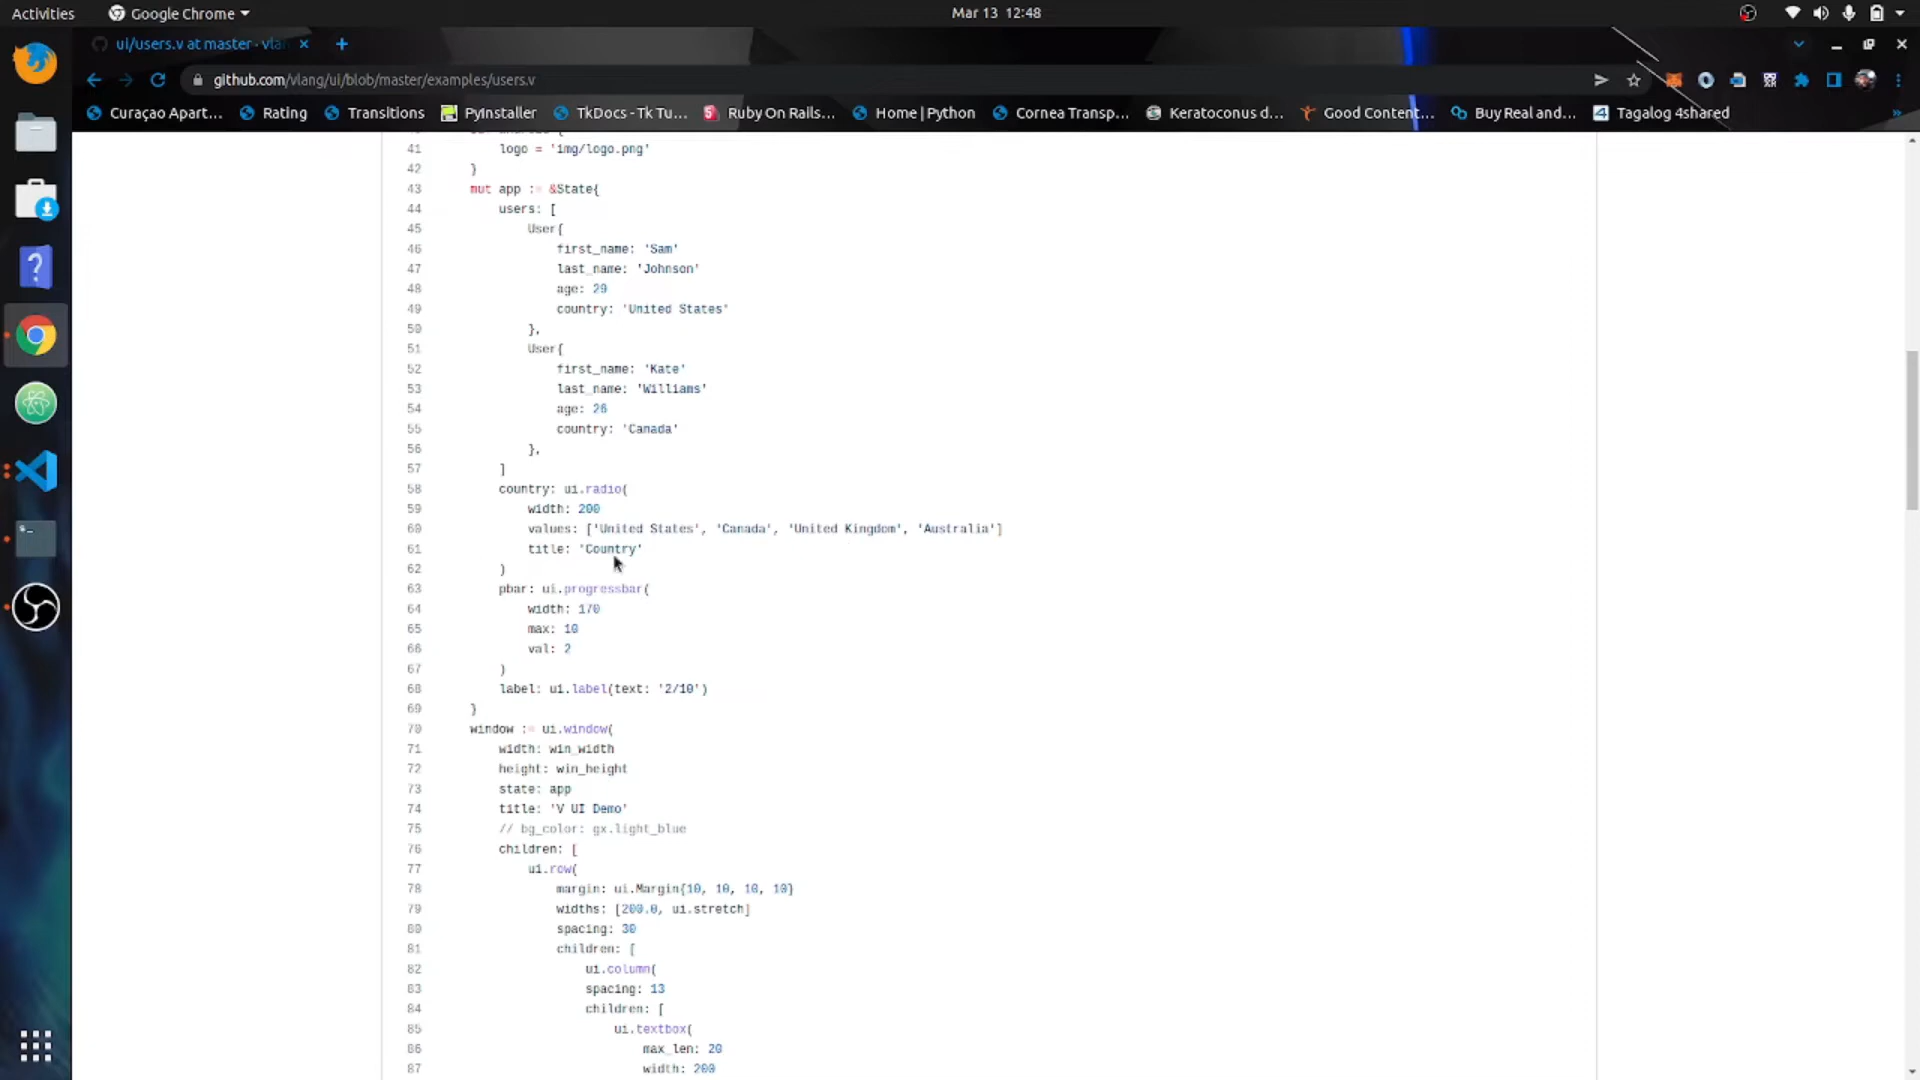 Activities Google Chrome Mar 13 12:48
ui/users.v at master · vlan
github.com/vlang/ui/blob/master/examples/users.v
Curaçao Apart... Rating Transitions PyInstaller TkDocs - Tk Tu... Ruby On Rails... Home | Python Cornea Transp... Keratoconus d... Good Content... Buy Real and... Tagalog 4shared »
41 logo = 'img/logo.png'
42 }
43 mut app := &State{
44 users: [
45 User{
46 first_name: 'Sam'
47 last_name: 'Johnson'
48 age: 29
49 country: 'United States'
50 },
51 User{
52 first_name: 'Kate'
53 last_name: 'Williams'
54 age: 26
55 country: 'Canada'
56 },
57 ]
58 country: ui.radio(
59 width: 200
60 values: ['United States', 'Canada', 'United Kingdom', 'Australia']
61 title: 'Country'
62 )
63 pbar: ui.progressbar(
64 width: 170
65 max: 10
66 val: 2
67 )
68 label: ui.label(text: '2/10')
69 }
70 window := ui.window(
71 width: win_width
72 height: win_height
73 state: app
74 title: 'V UI Demo'
75 // bg_color: gx.light_blue
76 children: [
77 ui.row(
78 margin: ui.Margin{10, 10, 10, 10}
79 widths: [200.0, ui.stretch]
80 spacing: 30
81 children: [
82 ui.column(
83 spacing: 13
84 children: [
85 ui.textbox(
86 max_len: 20
87 width: 200